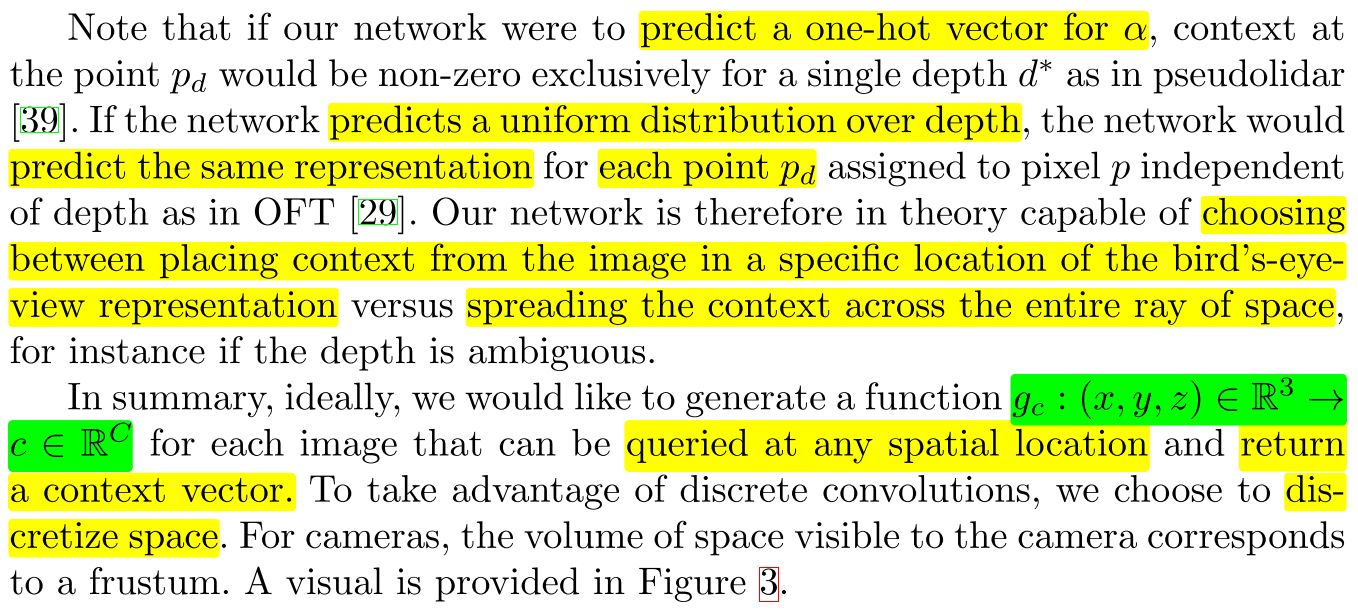 Note that if our network were to predict a one-hot vector for α, context at
the point p_d would be non-zero exclusively for a single depth d* as in pseudolidar
[39]. If the network predicts a uniform distribution over depth, the network would
predict the same representation for each point p_d assigned to pixel p independent
of depth as in OFT [29]. Our network is therefore in theory capable of choosing
between placing context from the image in a specific location of the bird's-eye-
view representation versus spreading the context across the entire ray of space,
for instance if the depth is ambiguous.
In summary, ideally, we would like to generate a function g_c : (x, y, z) ∈ ℝ³ →
c ∈ ℝ^C for each image that can be queried at any spatial location and return
a context vector. To take advantage of discrete convolutions, we choose to dis-
cretize space. For cameras, the volume of space visible to the camera corresponds
to a frustum. A visual is provided in Figure 3.